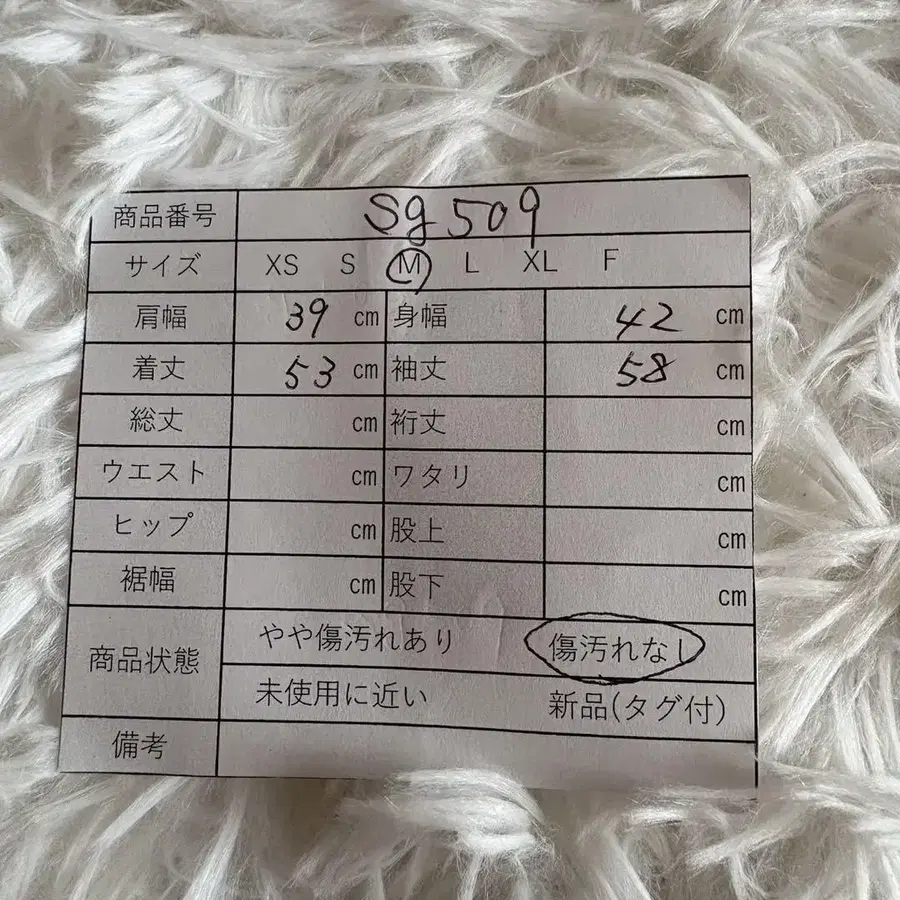 商品番号 Sg509
サイズ XS S M L XL F
肩幅 39 cm 身幅 42 cm
着丈 53 cm 袖丈 58 cm
総丈 cm 裄丈 cm
ウエスト cm ワタリ cm
ヒップ cm 股上 cm
裾幅 cm 股下 cm
商品状態 やや傷汚れあり 傷汚れなし
未使用に近い 新品(タグ付)
備考